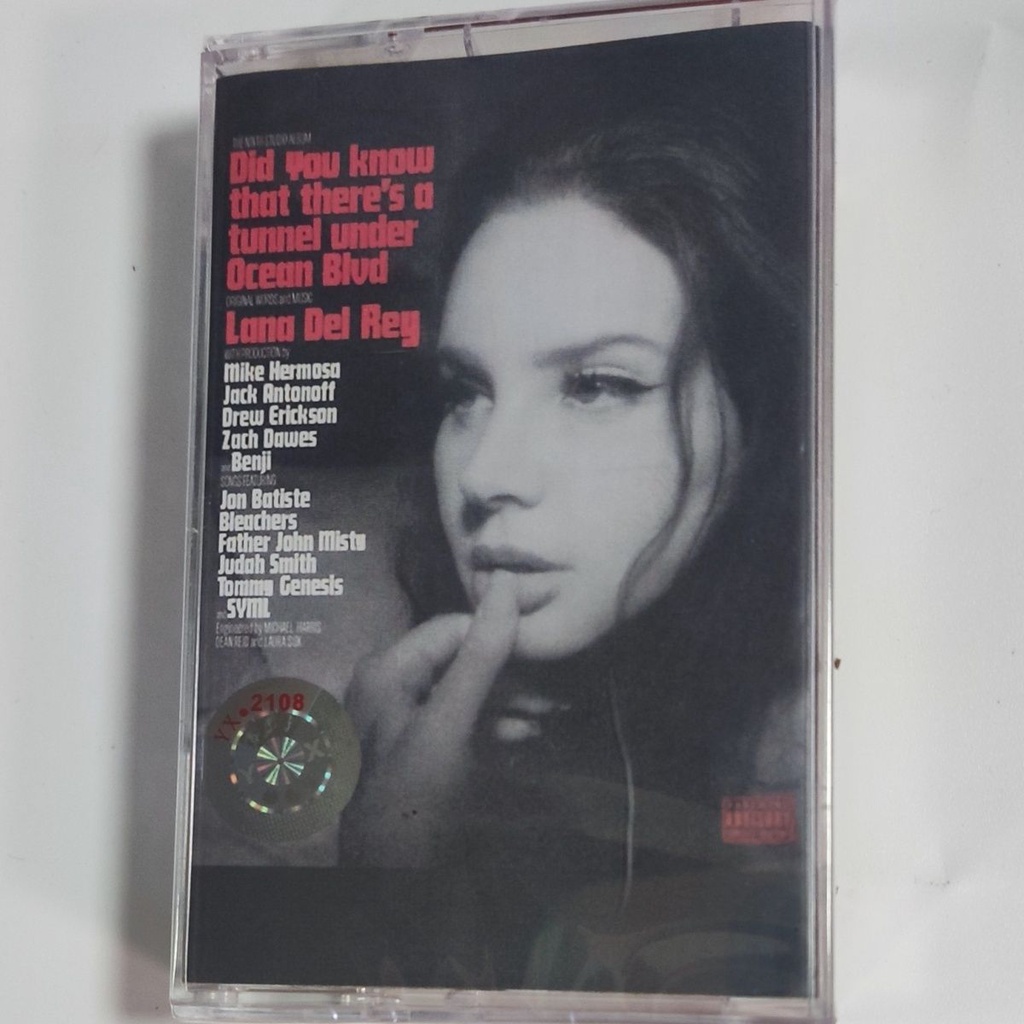 THE NINTH STUDIO ALBUM
Did you know
that there's a
tunnel under
Ocean Blvd
ORIGINAL WORDS and MUSIC
Lana Del Rey
WITH PRODUCTION by
Mike Hermosa
Jack Antonoff
Drew Erickson
Zach Dawes
and Benji
SONGS FEATURING
Jon Batiste
Bleachers
Father John Misty
Judah Smith
Tommy Genesis
and SYML
Engineered by MICHAEL HARRIS
DEAN REID and LAURA SISK
YX•2108
ADVISORY